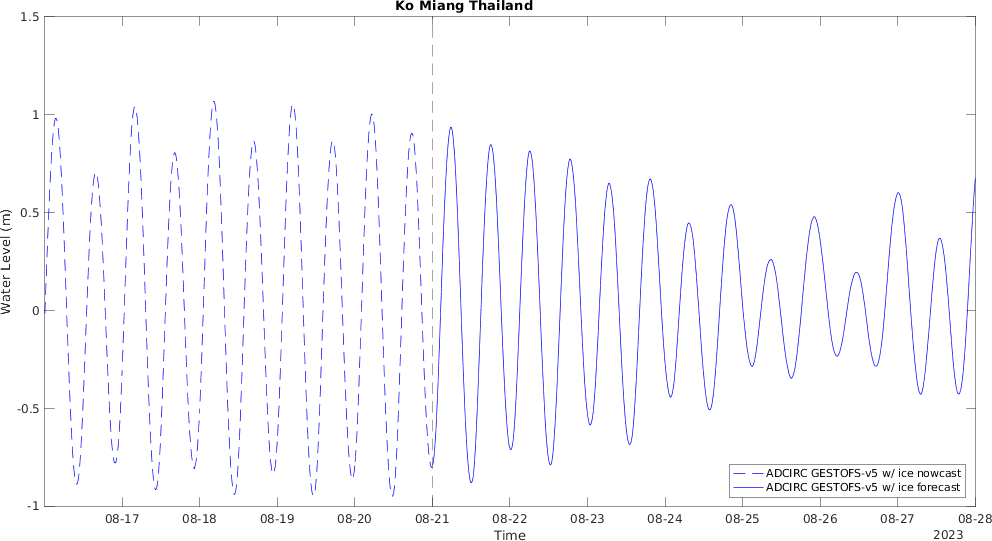 Ko Miang Thailand
1.5
1
0.5
0
-0.5
-1
Water Level (m)
08-17 08-18 08-19 08-20 08-21 08-22 08-23 08-24 08-25 08-26 08-27 08-28
Time
2023
ADCIRC GESTOFS-v5 w/ ice nowcast
ADCIRC GESTOFS-v5 w/ ice forecast